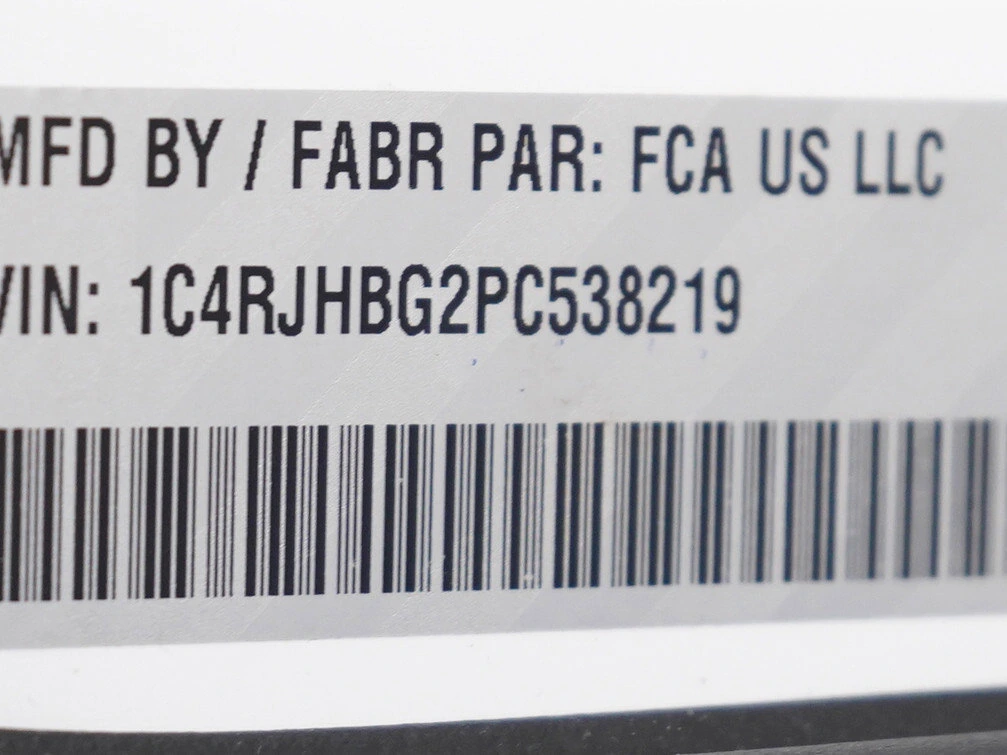 MFD BY / FABR PAR: FCA US LLC
VIN: 1C4RJHBG2PC538219